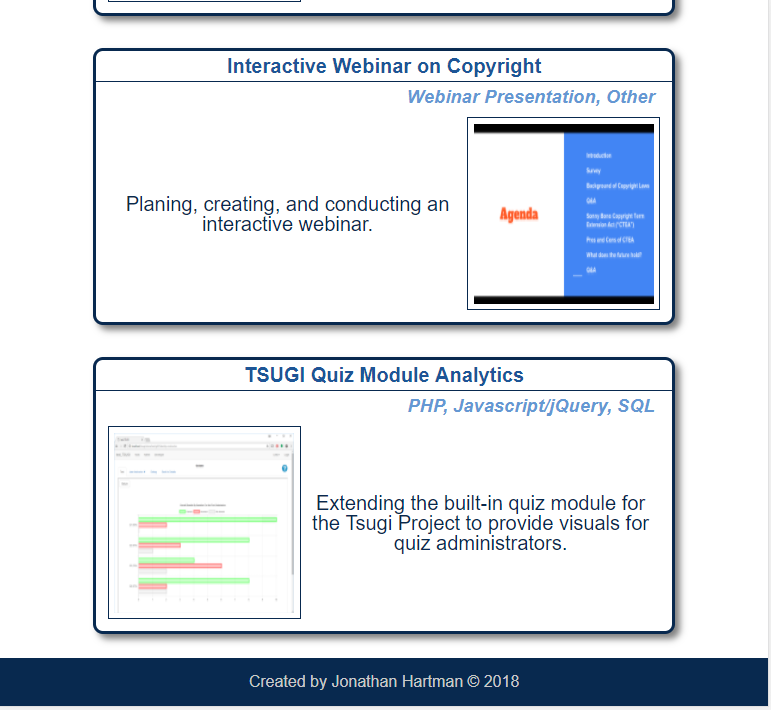 Interactive Webinar on Copyright
Webinar Presentation, Other
Planing, creating, and conducting an
interactive webinar.
Agenda
Introduction
Survey
Background of Copyright Laws
Q&A
Sonny Bono Copyright Term
Extension Act ("CTEA")
Pros and Cons of CTEA
What does the future hold?
Q&A
TSUGI Quiz Module Analytics
PHP, Javascript/jQuery, SQL
Extending the built-in quiz module for
the Tsugi Project to provide visuals for
quiz administrators.
Created by Jonathan Hartman © 2018